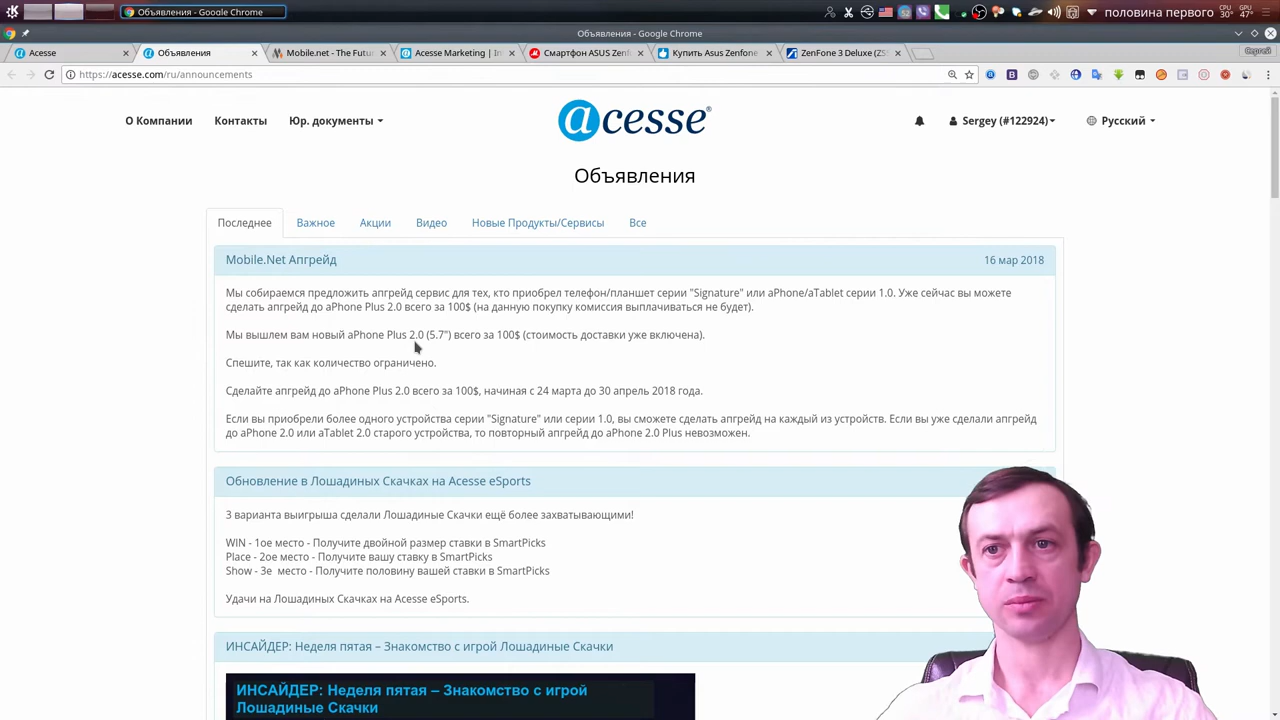 Объявления - Google Chrome
половина первого
CPU 30° GPU 47°
Объявления - Google Chrome
Acesse
Объявления
Mobile.net - The Futur
Acesse Marketing | In
Смартфон ASUS Zenfon
Купить Asus Zenfone
ZenFone 3 Deluxe (ZS5
Сергей
https://acesse.com/ru/announcements
О Компании
Контакты
Юр. документы
acesse®
Sergey (#122924)
Русский
Объявления
Последнее
Важное
Акции
Видео
Новые Продукты/Сервисы
Все
Mobile.Net Апгрейд
16 мар 2018
Мы собираемся предложить апгрейд сервис для тех, кто приобрел телефон/планшет серии "Signature" или aPhone/aTablet серии 1.0. Уже сейчас вы можете
сделать апгрейд до aPhone Plus 2.0 всего за 100$ (на данную покупку комиссия выплачиваться не будет).
Мы вышлем вам новый aPhone Plus 2.0 (5.7") всего за 100$ (стоимость доставки уже включена).
Спешите, так как количество ограничено.
Сделайте апгрейд до aPhone Plus 2.0 всего за 100$, начиная с 24 марта до 30 апрель 2018 года.
Если вы приобрели более одного устройства серии "Signature" или серии 1.0, вы сможете сделать апгрейд на каждый из устройств. Если вы уже сделали апгрейд
до aPhone 2.0 или aTablet 2.0 старого устройства, то повторный апгрейд до aPhone 2.0 Plus невозможен.
Обновление в Лошадиных Скачках на Acesse eSports
3 варианта выигрыша сделали Лошадиные Скачки ещё более захватывающими!
WIN - 1ое место - Получите двойной размер ставки в SmartPicks
Place - 2ое место - Получите вашу ставку в SmartPicks
Show - 3е место - Получите половину вашей ставки в SmartPicks
Удачи на Лошадиных Скачках на Acesse eSports.
ИНСАЙДЕР: Неделя пятая – Знакомство с игрой Лошадиные Скачки
ИНСАЙДЕР: Неделя пятая – Знакомство с игрой
Лошадиные Скачки